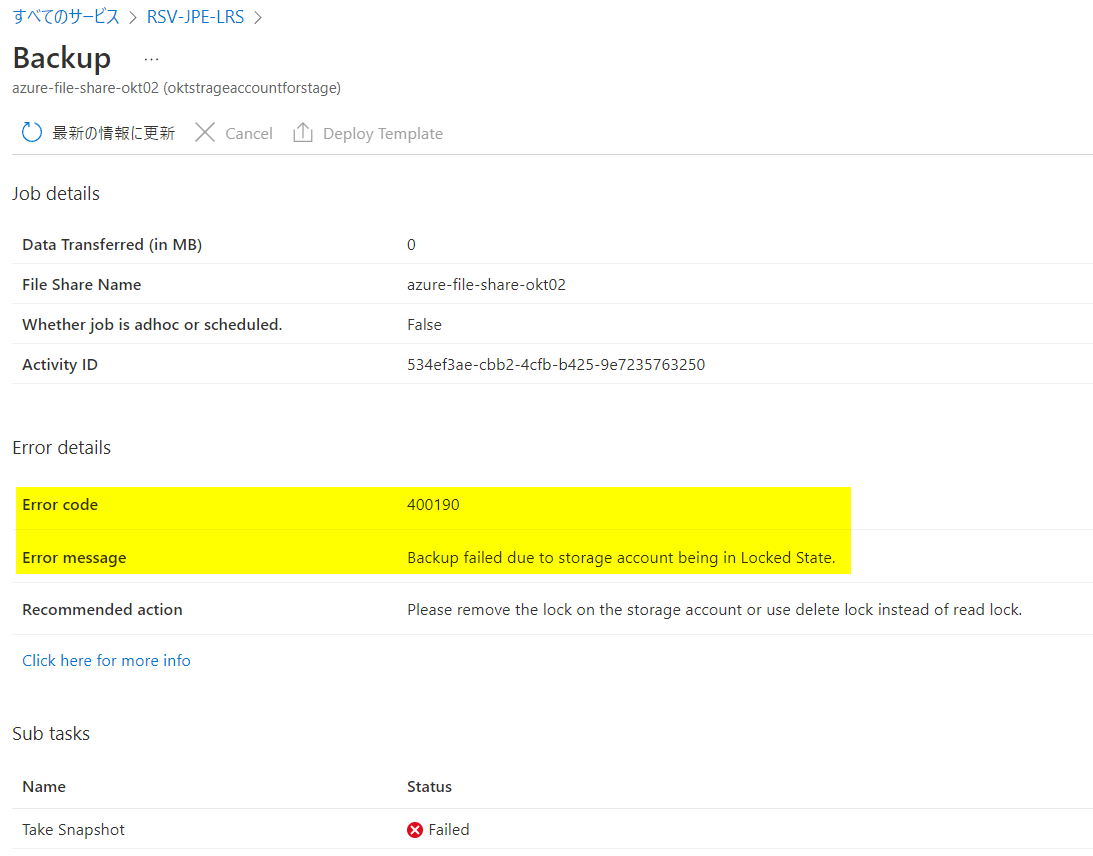 すべてのサービス > RSV-JPE-LRS >
Backup ...
azure-file-share-okt02 (oktstrageaccountforstage)
最新の情報に更新 Cancel Deploy Template
Job details
Data Transferred (in MB) 0
File Share Name azure-file-share-okt02
Whether job is adhoc or scheduled. False
Activity ID 534ef3ae-cbb2-4cfb-b425-9e7235763250
Error details
Error code 400190
Error message Backup failed due to storage account being in Locked State.
Recommended action Please remove the lock on the storage account or use delete lock instead of read lock.
Click here for more info
Sub tasks
Name Status
Take Snapshot Failed